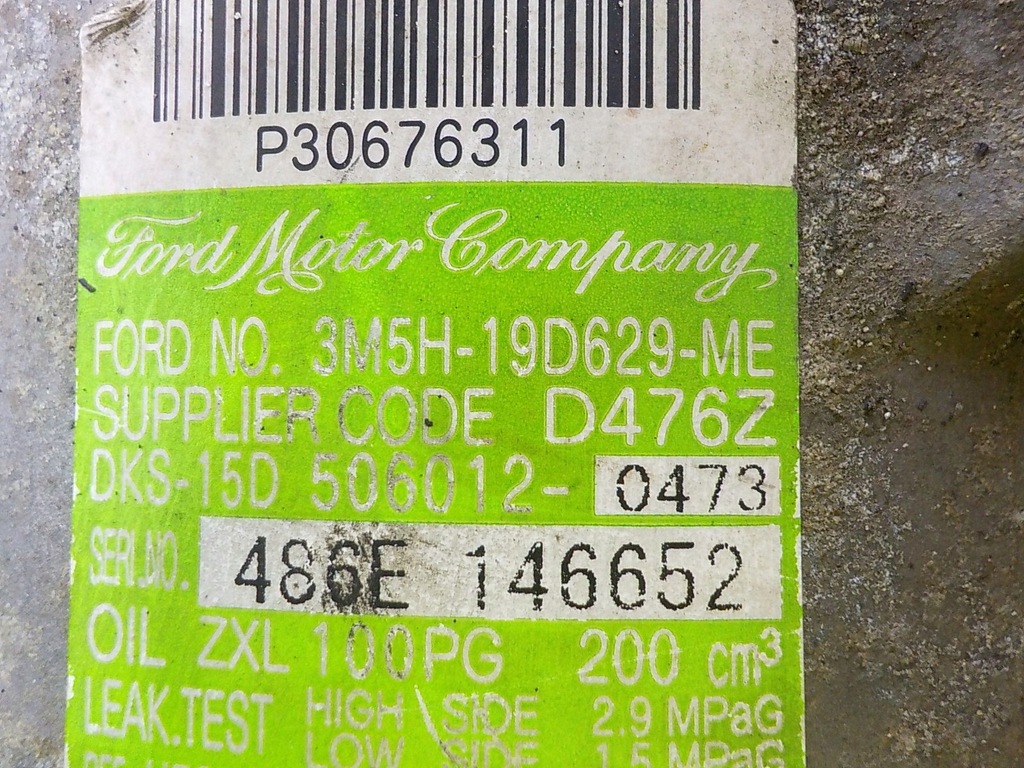 P30676311
Ford Motor Company
FORD NO. 3M5H-19D629-ME
SUPPLIER CODE D476Z
DKS-15D 506012- 0473
SERI.NO. 486E 146652
OIL ZXL 100PG 200 cm³
LEAK.TEST HIGH SIDE 2.9 MPaG
LOW SIDE 1.5 MPaG